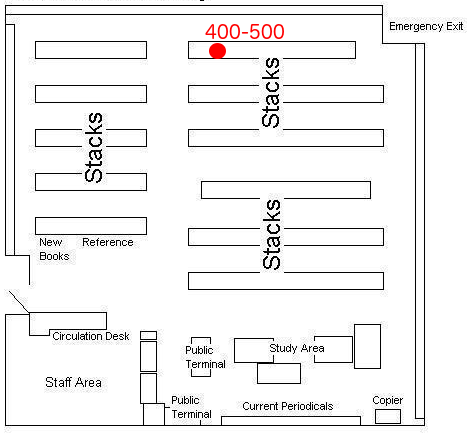 400-500
Emergency Exit
Stacks
Stacks
Stacks
New Books
Reference
Circulation Desk
Staff Area
Public
Terminal
Study Area
Public
Terminal
Current Periodicals
Copier